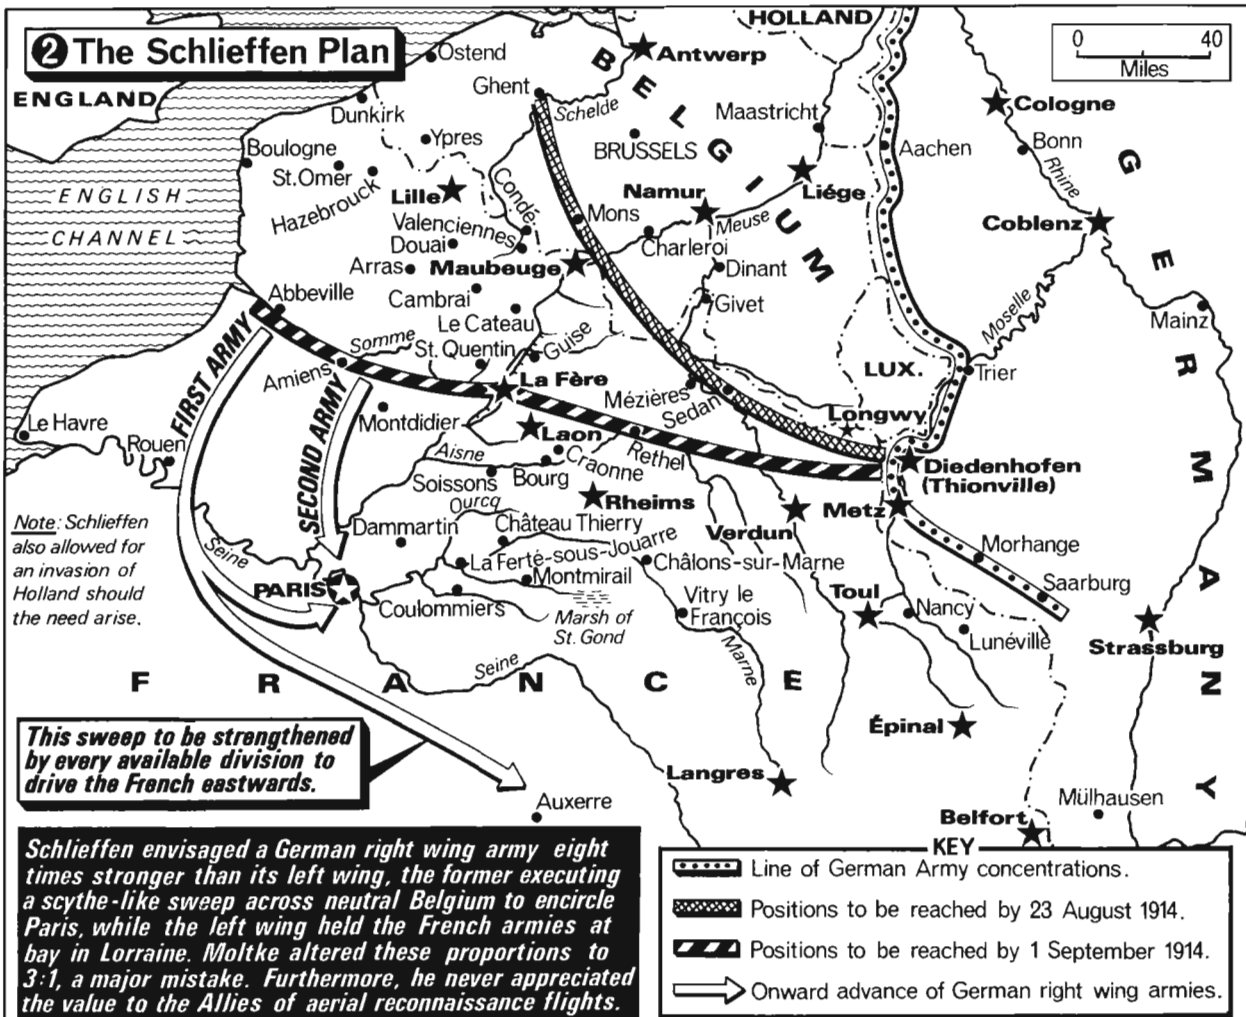 2 The Schlieffen Plan
HOLLAND
0 40
Miles
ENGLAND
Ostend
Antwerp
BELGIUM
Ghent
Schelde
Dunkirk
Maastricht
Cologne
Ypres
BRUSSELS
Aachen
Bonn
Rhine
GERMANY
Boulogne
St. Omer
Hazebrouck
ENGLISH
CHANNEL
Lille
Condé
Namur
Liége
Mons
Meuse
Coblenz
Valenciennes
Douai
Charleroi
Arras
Maubeuge
Dinant
Cambrai
Givet
Moselle
Mainz
Abbeville
Le Cateau
Somme
St. Quentin
Guise
LUX.
Trier
Amiens
La Fère
Mézières
Sedan
Longwy
FIRST ARMY
SECOND ARMY
Le Havre
Rouen
Montdidier
Laon
Craonne
Rethel
Aisne
Bourg
Soissons
Diedenhofen
(Thionville)
Ourcq
Rheims
Verdun
Metz
Note: Schlieffen
also allowed for
an invasion of
Holland should
the need arise.
Dammartin
Château Thierry
La Ferté-sous-Jouarre
Châlons-sur-Marne
Morhange
Seine
PARIS
Montmirail
Saarburg
Coulommiers
Marsh of
St. Gond
Vitry le
François
Toul
Nancy
Lunéville
Strassburg
Marne
Seine
FRANCE
Épinal
This sweep to be strengthened
by every available division to
drive the French eastwards.
Langres
Auxerre
Mülhausen
Belfort
Schlieffen envisaged a German right wing army eight
times stronger than its left wing, the former executing
a scythe-like sweep across neutral Belgium to encircle
Paris, while the left wing held the French armies at
bay in Lorraine. Moltke altered these proportions to
3:1, a major mistake. Furthermore, he never appreciated
the value to the Allies of aerial reconnaissance flights.
KEY
Line of German Army concentrations.
Positions to be reached by 23 August 1914.
Positions to be reached by 1 September 1914.
Onward advance of German right wing armies.